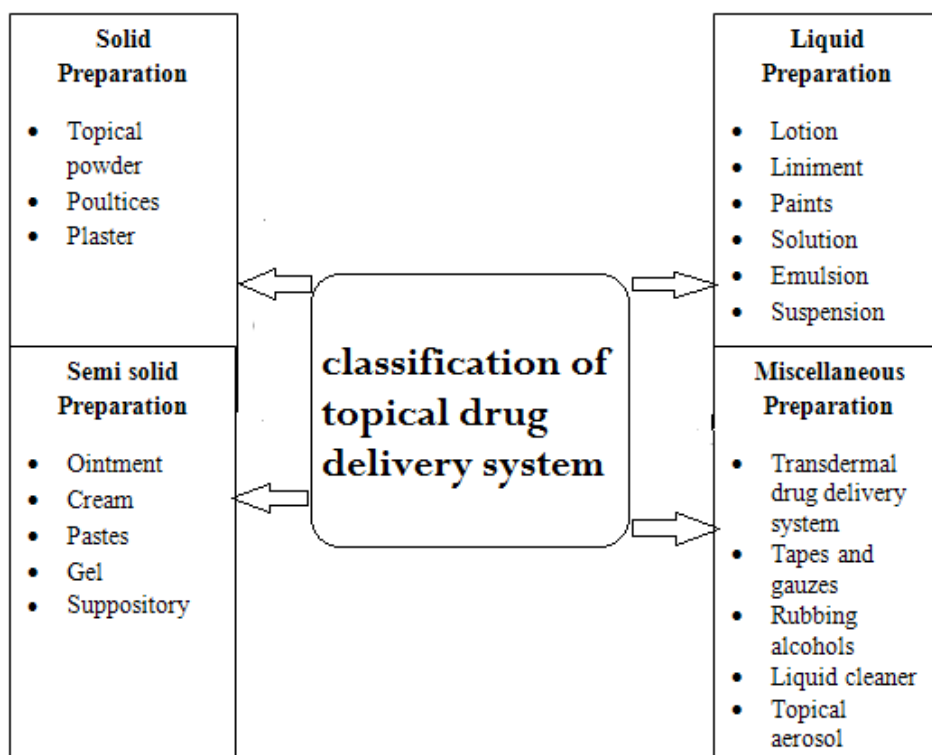 Solid
Preparation
• Topical
powder
• Poultices
• Plaster
Semi solid
Preparation
• Ointment
• Cream
• Pastes
• Gel
• Suppository
classification of
topical drug
delivery system
Liquid
Preparation
• Lotion
• Liniment
• Paints
• Solution
• Emulsion
• Suspension
Miscellaneous
Preparation
• Transdermal
drug delivery
system
• Tapes and
gauzes
• Rubbing
alcohols
• Liquid cleaner
• Topical
aerosol